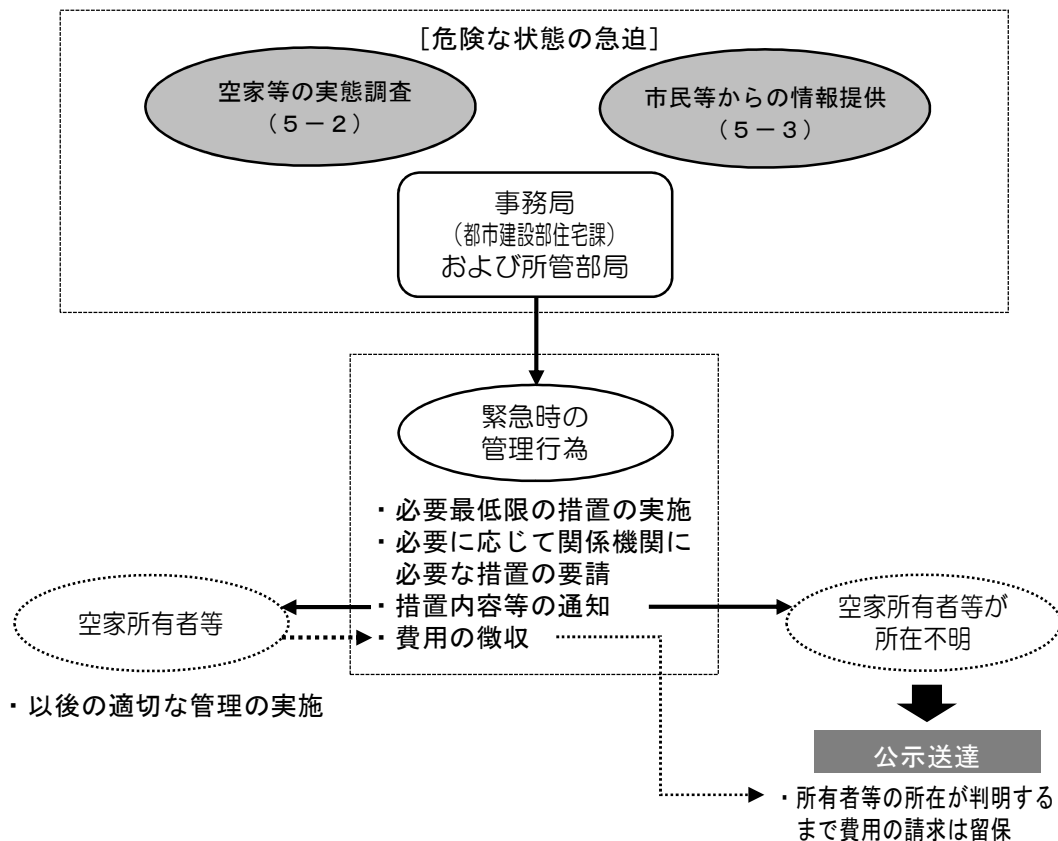 ［危険な状態の急迫］
空家等の実態調査
（５－２）
市民等からの情報提供
（５－３）
事務局
（都市建設部住宅課）
および所管部局
緊急時の
管理行為
・必要最低限の措置の実施
・必要に応じて関係機関に
必要な措置の要請
・措置内容等の通知
・費用の徴収
空家所有者等
・以後の適切な管理の実施
空家所有者等が
所在不明
公示送達
・所有者等の所在が判明する
まで費用の請求は留保